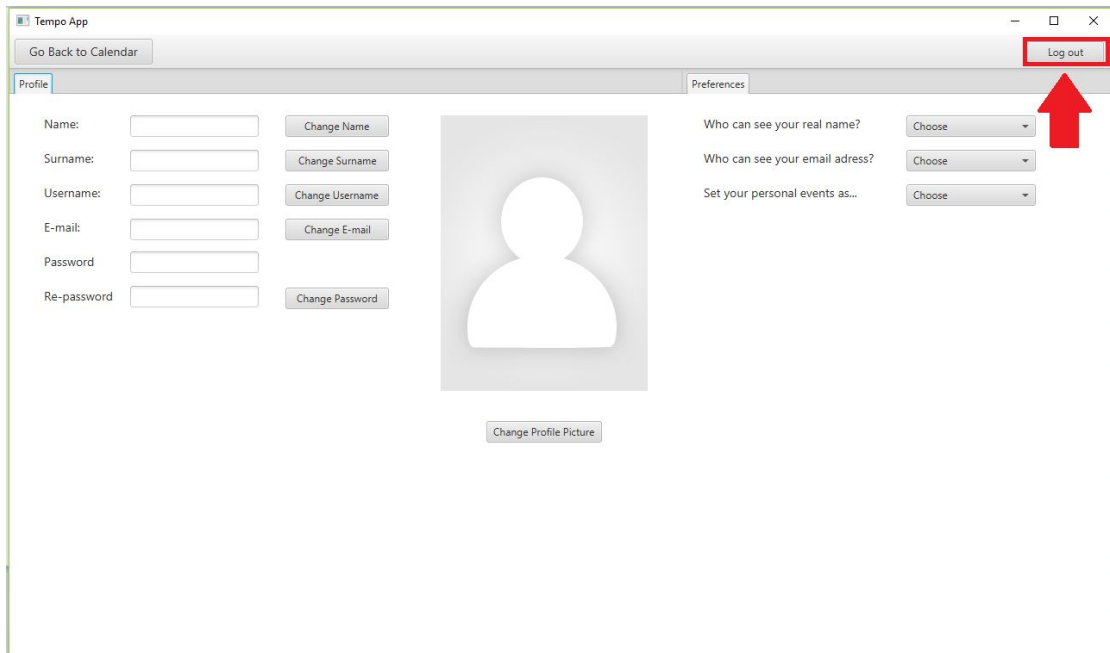 Tempo App
Go Back to Calendar
Log out
Profile
Preferences
Name:
Change Name
Surname:
Change Surname
Username:
Change Username
E-mail:
Change E-mail
Password
Re-password
Change Password
Change Profile Picture
Who can see your real name?
Choose
Who can see your email adress?
Choose
Set your personal events as...
Choose